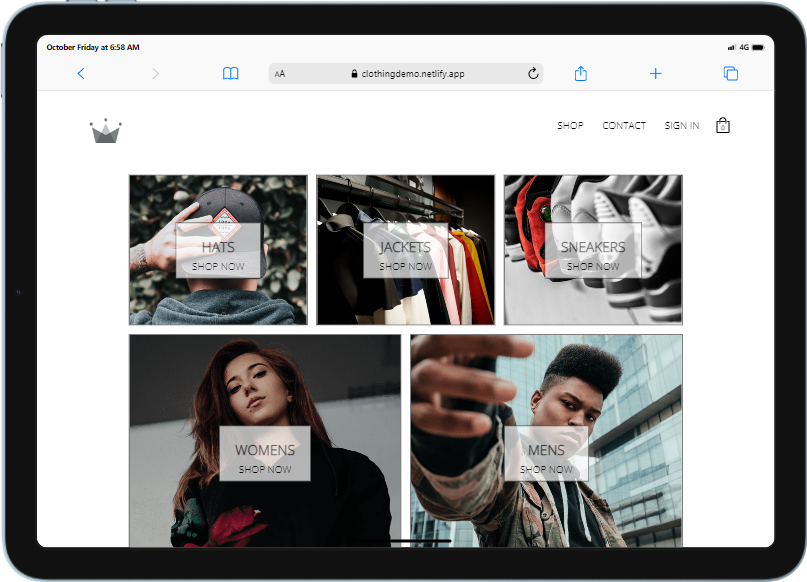 October Friday at 6:58 AM
4G
AA
clothingdemo.netlify.app
SHOP
CONTACT
SIGN IN
0
HATS
SHOP NOW
JACKETS
SHOP NOW
SNEAKERS
SHOP NOW
WOMENS
SHOP NOW
MENS
SHOP NOW